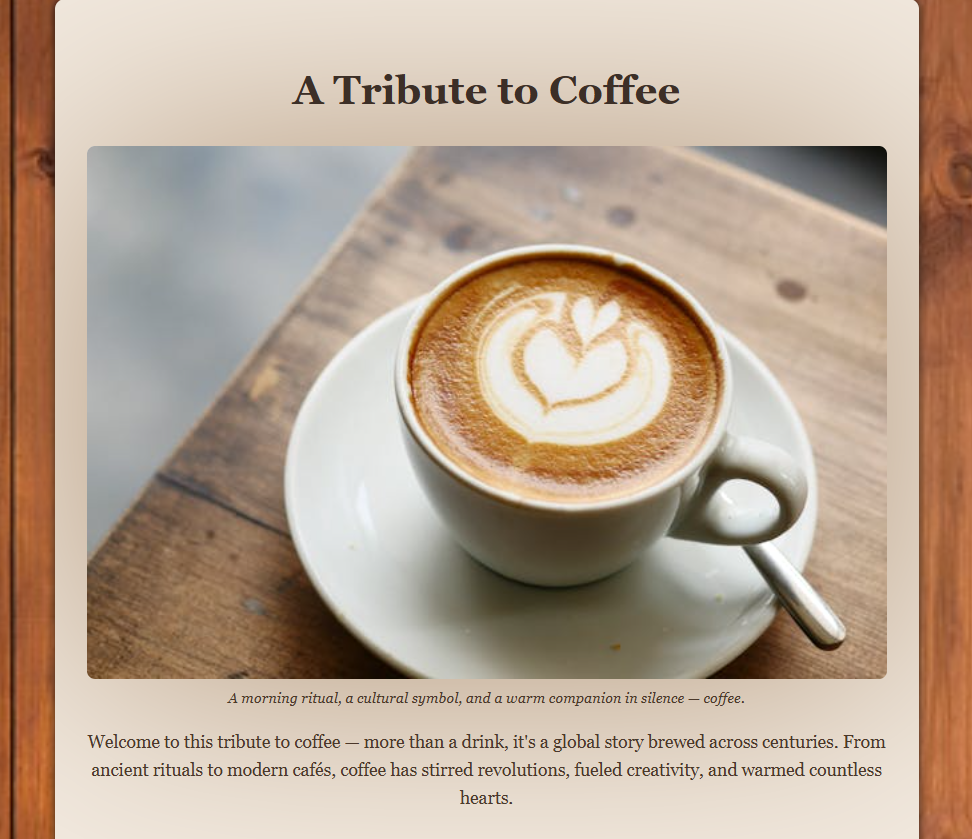 A Tribute to Coffee
A morning ritual, a cultural symbol, and a warm companion in silence — coffee.
Welcome to this tribute to coffee — more than a drink, it's a global story brewed across centuries. From
ancient rituals to modern cafés, coffee has stirred revolutions, fueled creativity, and warmed countless
hearts.